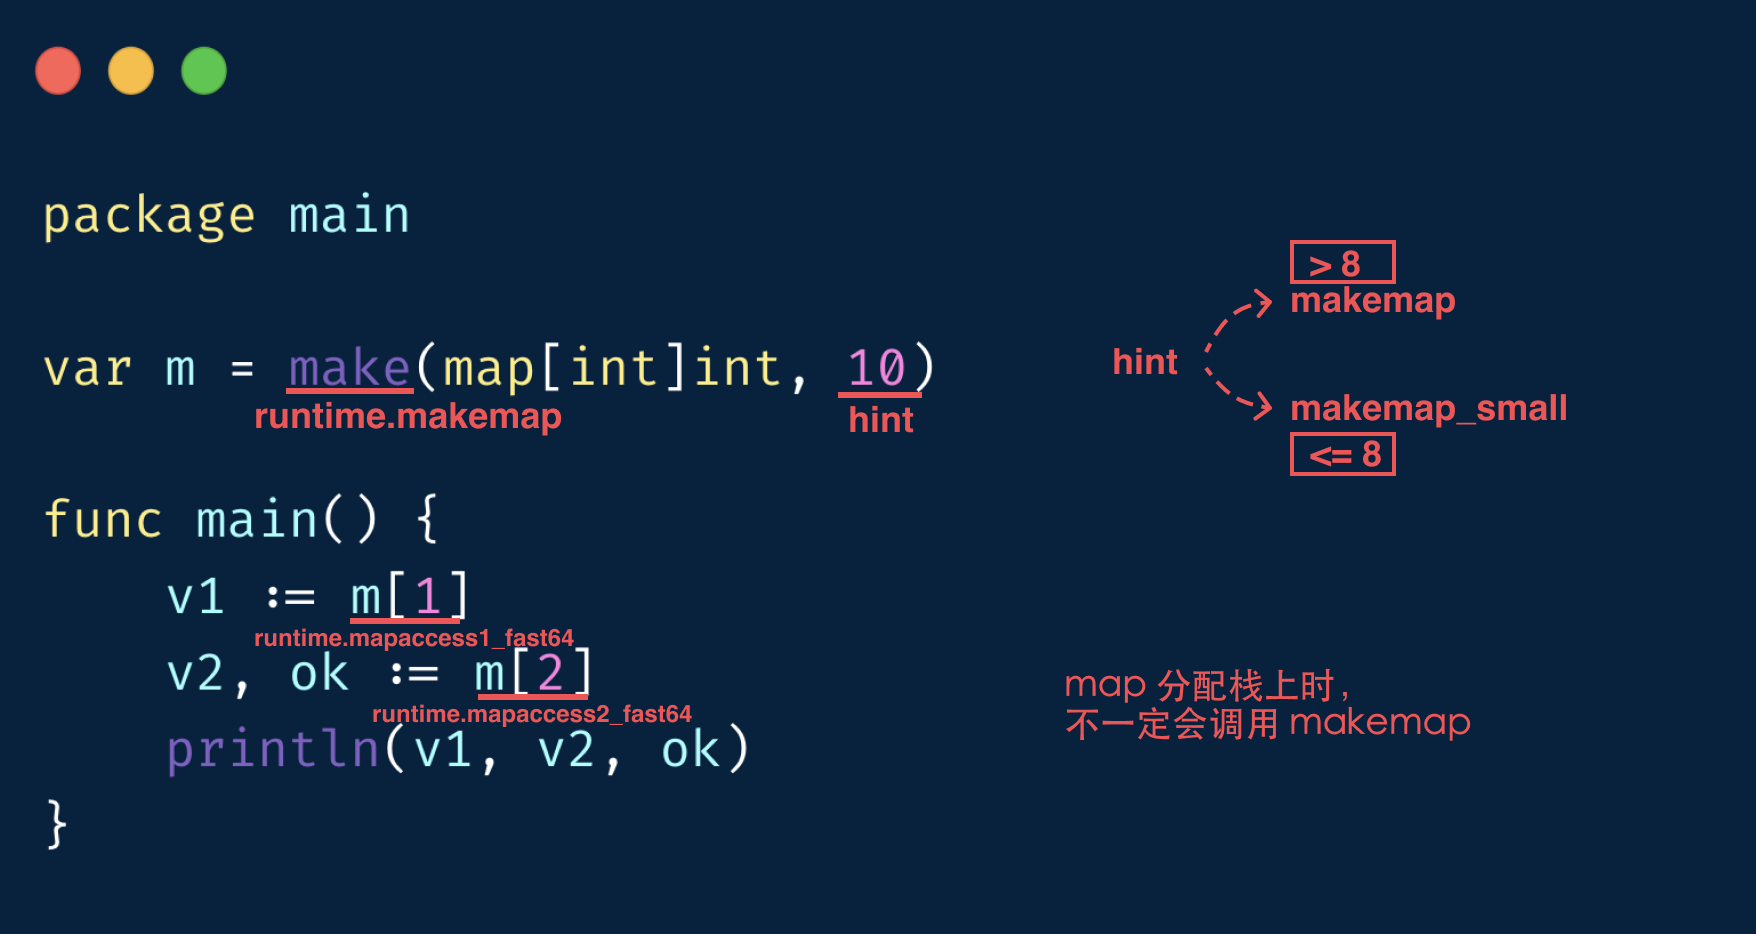 package main
> 8
makemap
var m = make(map[int]int, 10)
hint
runtime.makemap
hint
makemap_small
<= 8
func main() {
v1 := m[1]
runtime.mapaccess1_fast64
v2, ok := m[2]
runtime.mapaccess2_fast64
map 分配栈上时,
不一定会调用 makemap
println(v1, v2, ok)
}